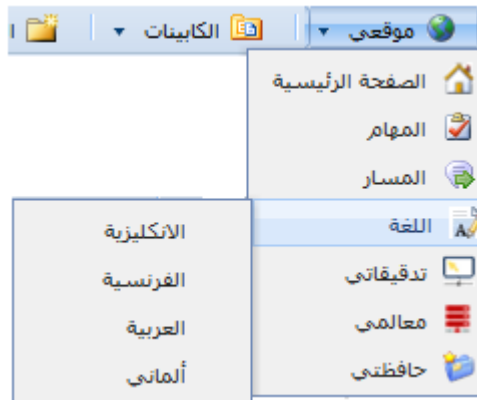 موقعي الكابينات
الصفحة الرئيسية
المهام
المسار
اللغة
الانكليزية
الفرنسية
العربية
ألماني
تدقيقاتي
معالمي
حافظتي